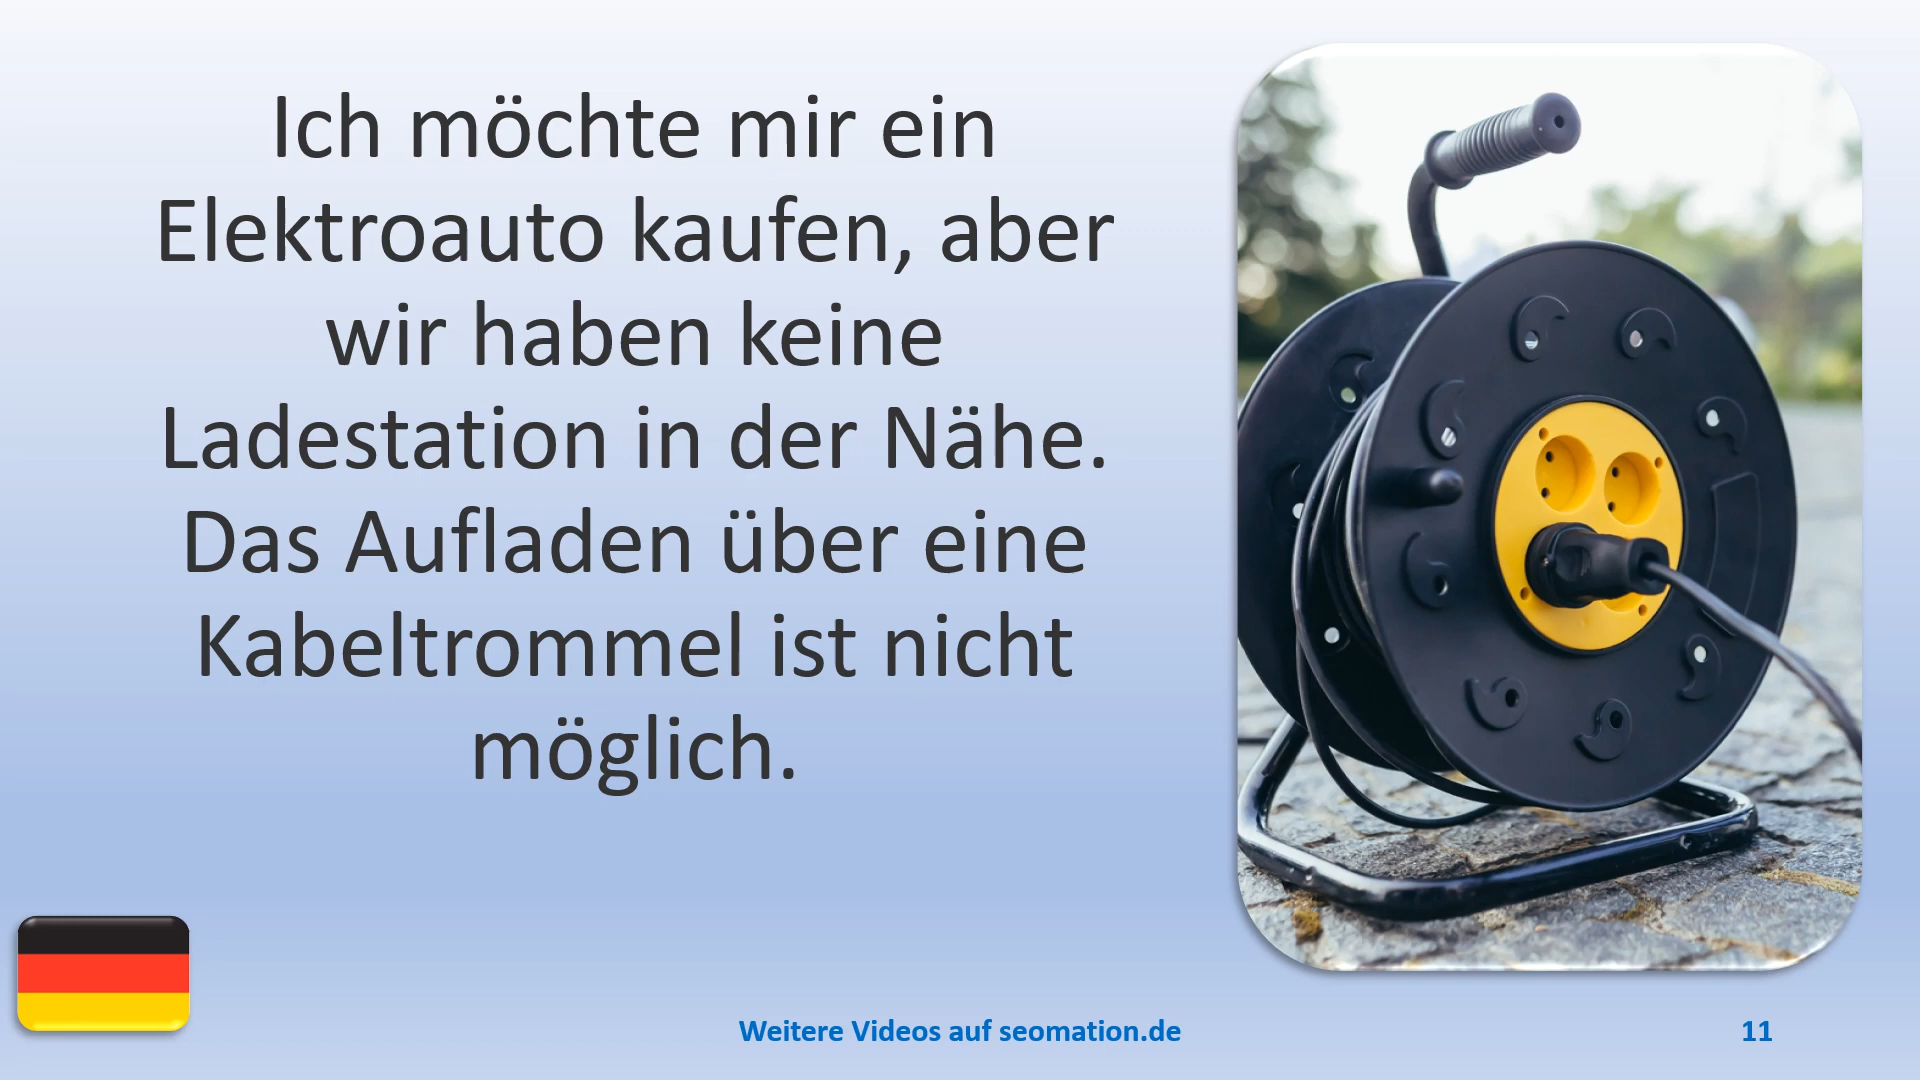 Ich möchte mir ein
Elektroauto kaufen, aber
wir haben keine
Ladestation in der Nähe.
Das Aufladen über eine
Kabeltrommel ist nicht
möglich.
Weitere Videos auf seomation.de
11